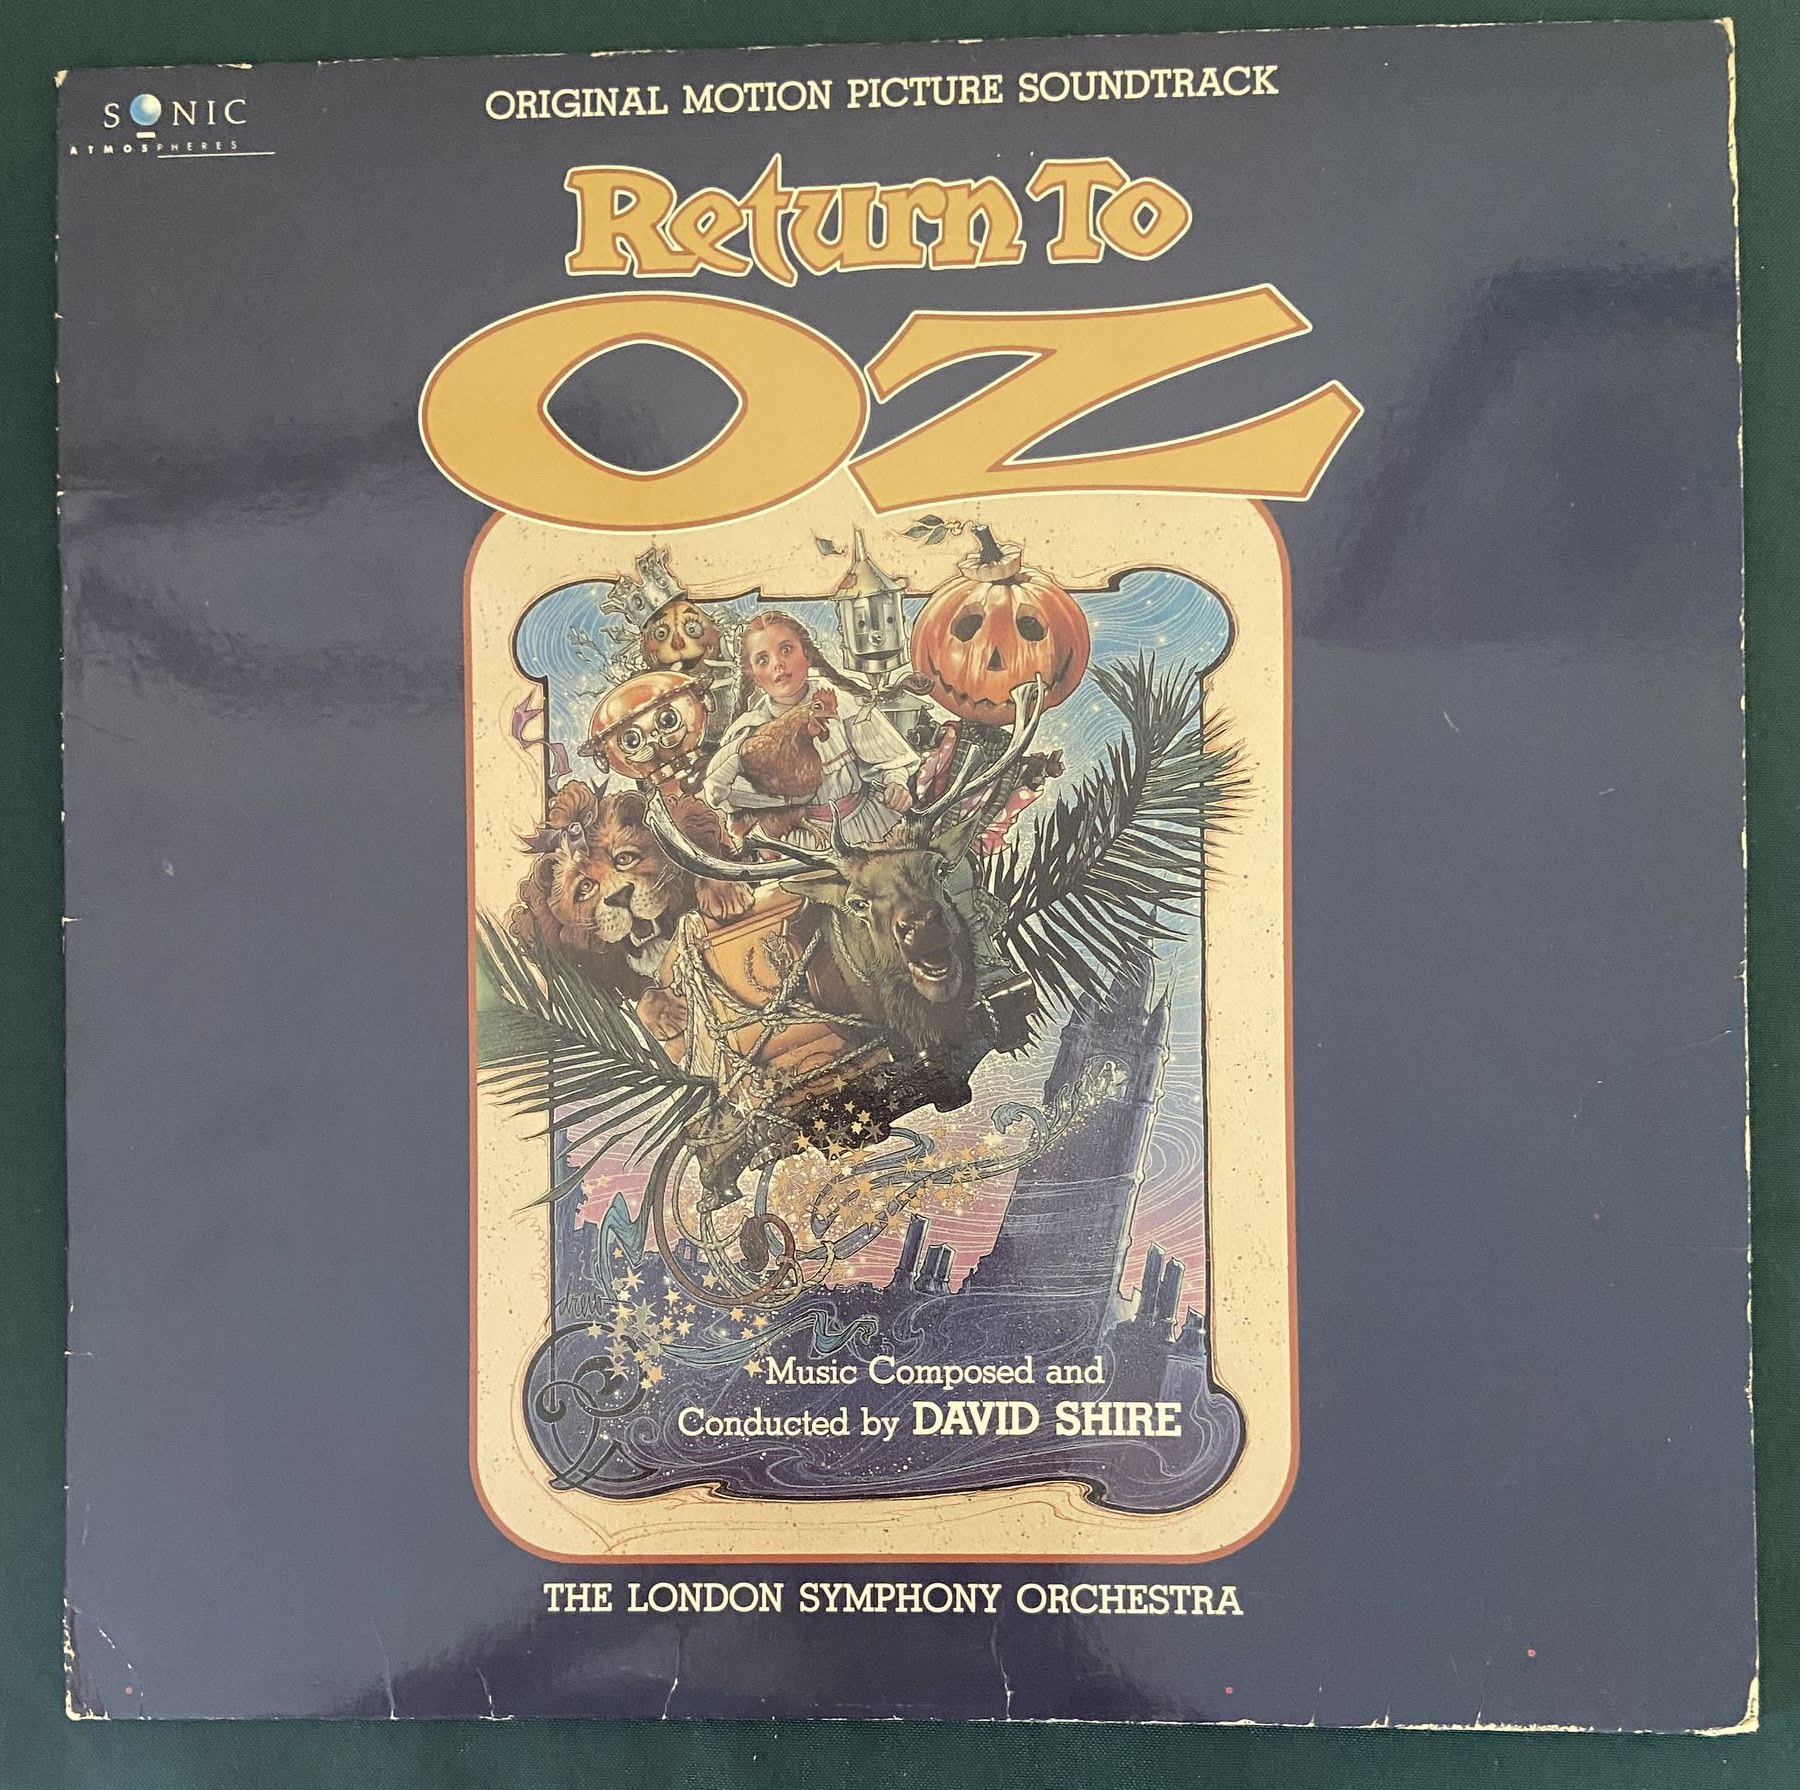 SONIC
ATMOSPHERES
ORIGINAL MOTION PICTURE SOUNDTRACK
Return To
OZ
drew
Music Composed and
Conducted by DAVID SHIRE
THE LONDON SYMPHONY ORCHESTRA